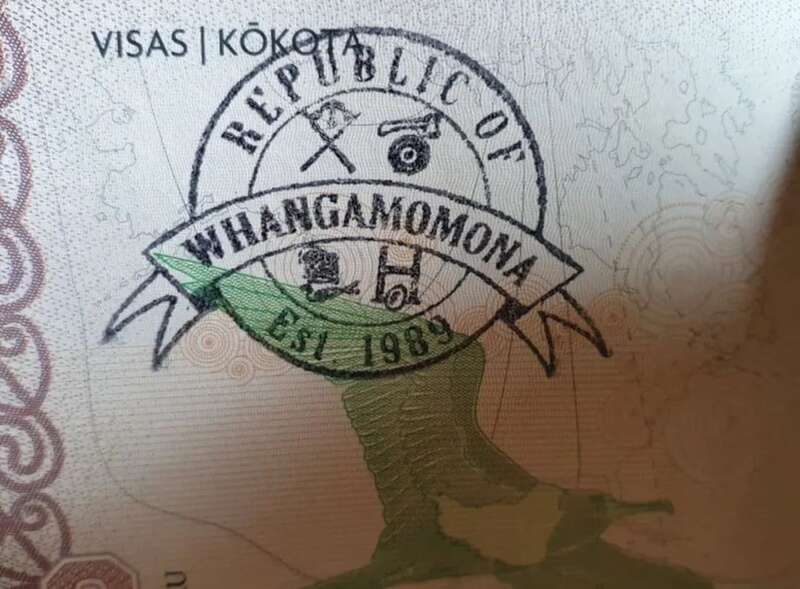 VISAS | KŌKOTA
REPUBLIC OF
WHANGAMOMONA
Est. 1989